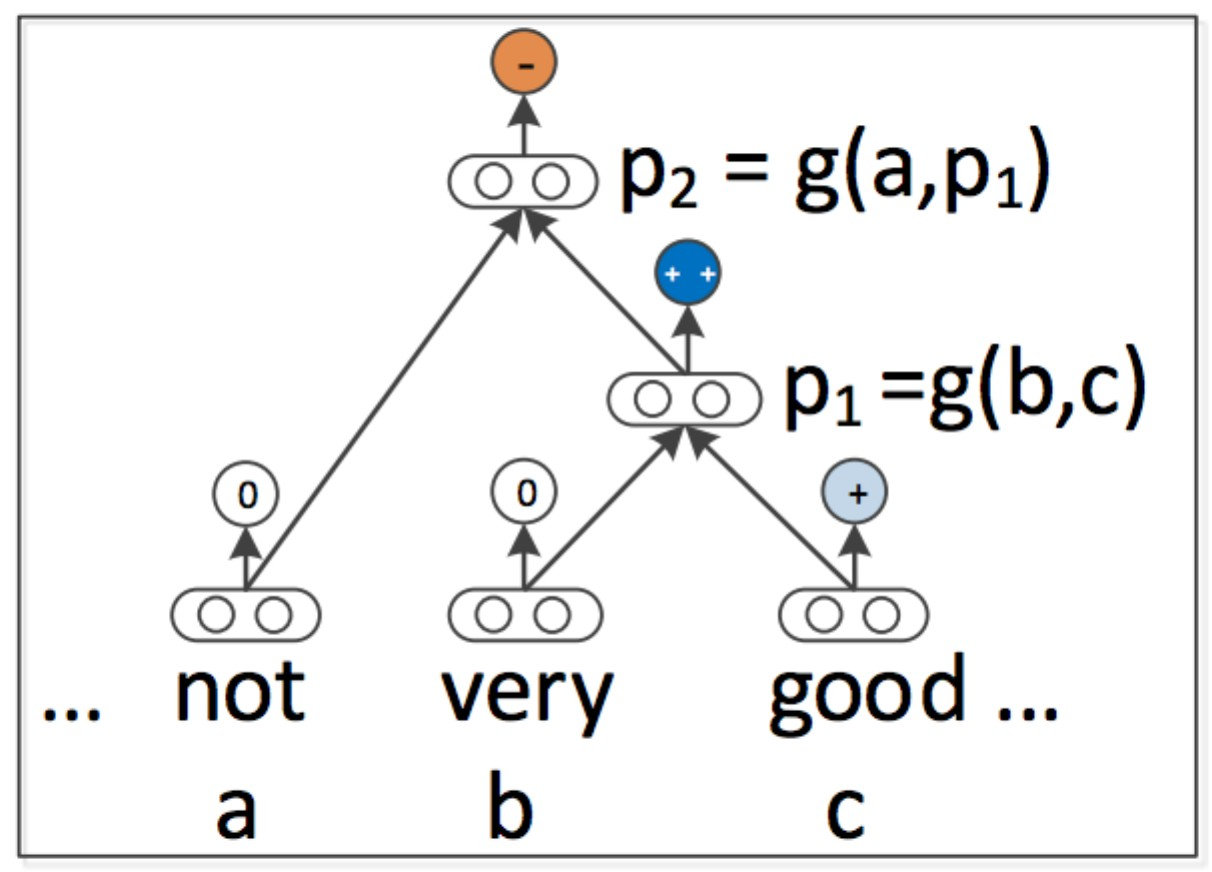 -
p₂ = g(a,p₁)
+ +
p₁ =g(b,c)
0 0 +
... not very good ...
a b c